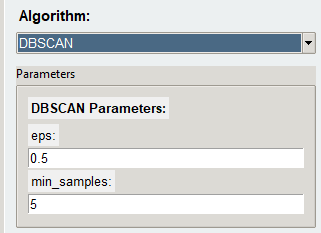 Algorithm:
DBSCAN
Parameters
DBSCAN Parameters:
eps:
0.5
min_samples:
5